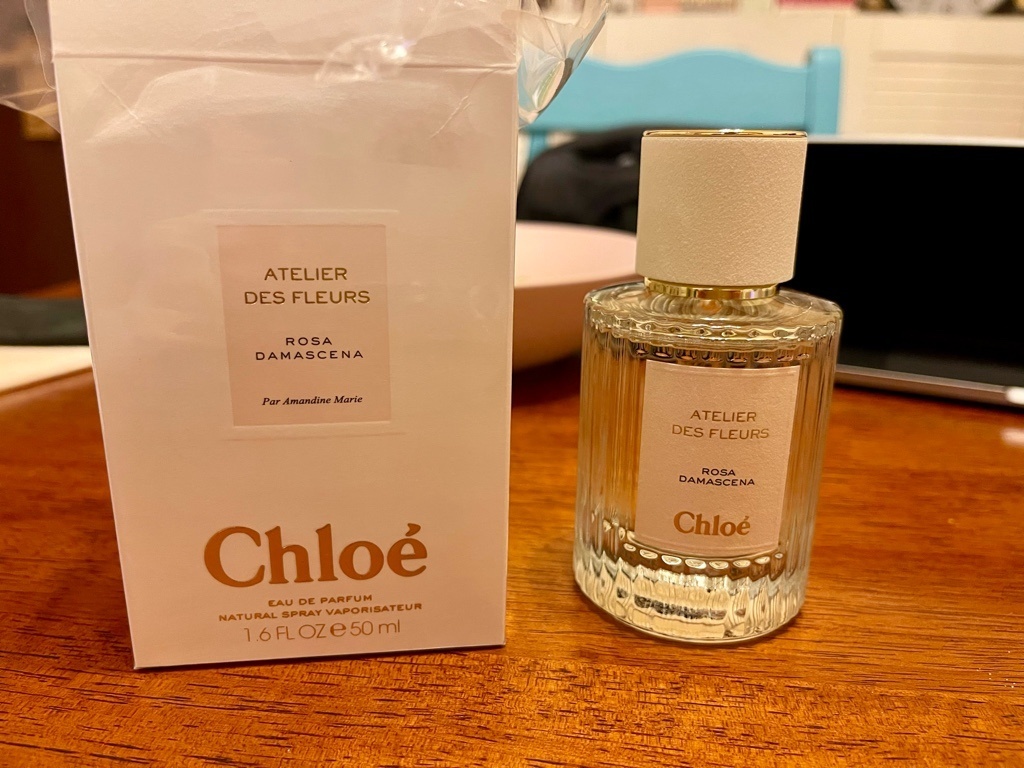 ATELIER
DES FLEURS
ROSA
DAMASCENA
Par Amandine Marie
Chloé
EAU DE PARFUM
NATURAL SPRAY VAPORISATEUR
1.6 FL OZ ℮ 50 ml
ATELIER
DES FLEURS
ROSA
DAMASCENA
Chloé